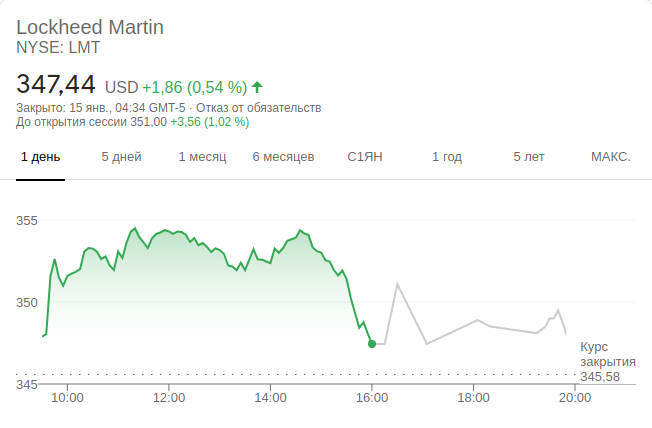 Lockheed Martin
NYSE: LMT
347,44 USD +1,86 (0,54 %)
Закрыто: 15 янв., 04:34 GMT-5 · Отказ от обязательств
До открытия сессии 351,00 +3,56 (1,02 %)
1 день 5 дней 1 месяц 6 месяцев С1ЯН 1 год 5 лет МАКС.
355
350
345
Курс
закрытия
345,58
10:00 12:00 14:00 16:00 18:00 20:00